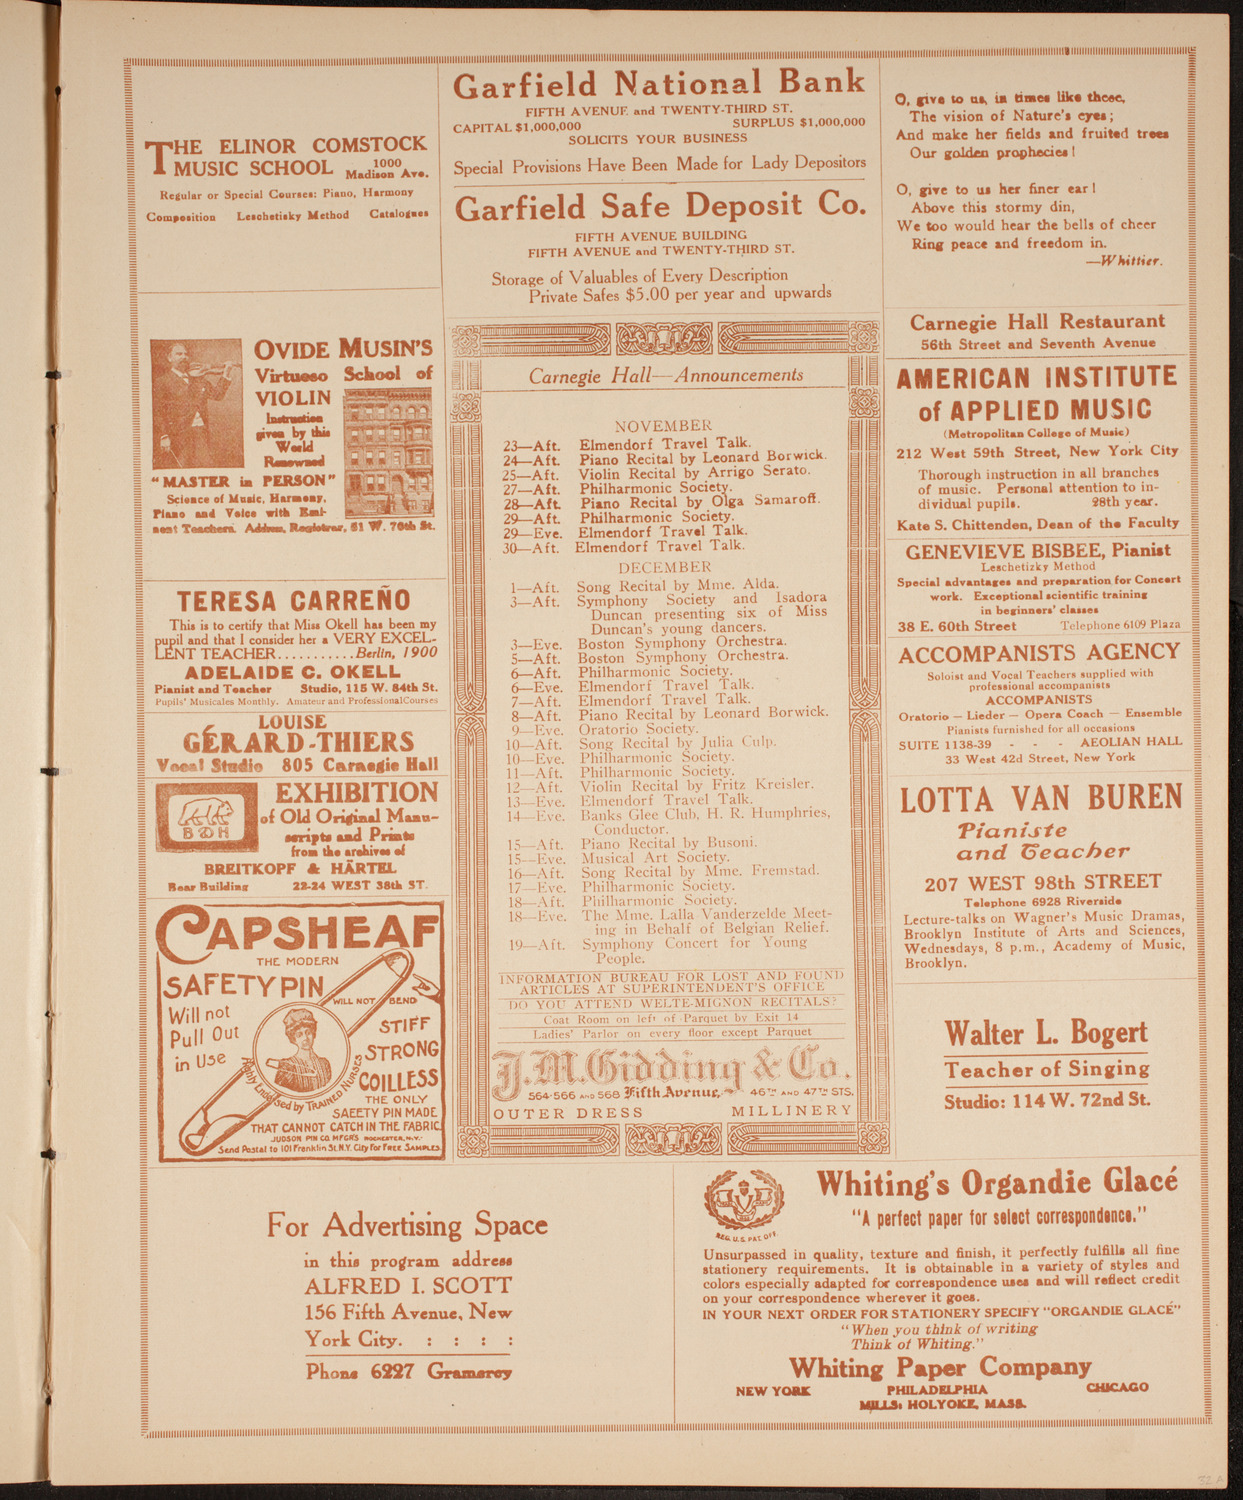 THE ELINOR COMSTOCK
MUSIC SCHOOL 1000 Madison Ave.
Regular or Special Courses: Piano, Harmony
Composition Leschetisky Method Catalogues
OVIDE MUSIN'S
Virtuoso School of
VIOLIN
Instruction
given by this
World
Renowned
"MASTER in PERSON"
Science of Music, Harmony,
Piano and Voice with Emi-
nent Teachers. Address, Registrar, 51 W. 76th St.
TERESA CARREÑO
This is to certify that Miss Okell has been my
pupil and that I consider her a VERY EXCEL-
LENT TEACHER...........Berlin, 1900
ADELAIDE C. OKELL
Pianist and Teacher Studio, 115 W. 84th St.
Pupils' Musicales Monthly. Amateur and Professional Courses
LOUISE
GÉRARD-THIERS
Vocal Studio 805 Carnegie Hall
B&H
EXHIBITION
of Old Original Manu-
scripts and Prints
from the archives of
BREITKOPF & HÄRTEL
Bear Building 22-24 WEST 38th ST.
CAPSHEAF
THE MODERN
SAFETY PIN
WILL NOT BEND
Will not
Pull Out
in Use
STIFF
STRONG
COILLESS
Highly Endorsed by TRAINED NURSES
THE ONLY
SAFETY PIN MADE
THAT CANNOT CATCH IN THE FABRIC.
JUDSON PIN CO. MFGRS ROCHESTER, N.Y.
Send Postal to 101 Franklin St. N.Y. City For FREE SAMPLES.
Garfield National Bank
FIFTH AVENUE and TWENTY-THIRD ST.
CAPITAL $1,000,000 SURPLUS $1,000,000
SOLICITS YOUR BUSINESS
Special Provisions Have Been Made for Lady Depositors
Garfield Safe Deposit Co.
FIFTH AVENUE BUILDING
FIFTH AVENUE and TWENTY-THIRD ST.
Storage of Valuables of Every Description
Private Safes $5.00 per year and upwards
Carnegie Hall—Announcements
NOVEMBER
23—Aft. Elmendorf Travel Talk.
24—Aft. Piano Recital by Leonard Borwick.
25—Aft. Violin Recital by Arrigo Serato.
27—Aft. Philharmonic Society.
28—Aft. Piano Recital by Olga Samaroff.
29—Aft. Philharmonic Society.
29—Eve. Elmendorf Travel Talk.
30—Aft. Elmendorf Travel Talk.
DECEMBER
1—Aft. Song Recital by Mme. Alda.
3—Aft. Symphony Society and Isadora
Duncan presenting six of Miss
Duncan's young dancers.
3—Eve. Boston Symphony Orchestra.
5—Aft. Boston Symphony Orchestra.
6—Aft. Philharmonic Society.
6—Eve. Elmendorf Travel Talk.
7—Aft. Elmendorf Travel Talk.
8—Aft. Piano Recital by Leonard Borwick.
9—Eve. Oratorio Society.
10—Aft. Song Recital by Julia Culp.
10—Eve. Philharmonic Society.
11—Aft. Philharmonic Society.
12—Aft. Violin Recital by Fritz Kreisler.
13—Eve. Elmendorf Travel Talk.
14—Eve. Banks Glee Club, H. R. Humphries,
Conductor.
15—Aft. Piano Recital by Busoni.
15—Eve. Musical Art Society.
16—Aft. Song Recital by Mme. Fremstad.
17—Eve. Philharmonic Society.
18—Aft. Philharmonic Society.
18—Eve. The Mme. Lalla Vanderzelde Meet-
ing in Behalf of Belgian Relief.
19—Aft. Symphony Concert for Young
People.
INFORMATION BUREAU FOR LOST AND FOUND
ARTICLES AT SUPERINTENDENT'S OFFICE
DO YOU ATTEND WELTE-MIGNON RECITALS?
Coat Room on left of Parquet by Exit 14
Ladies' Parlor on every floor except Parquet
J.M. Gidding & Co.
564-566 AND 568 Fifth Avenue, 46TH AND 47TH STS.
OUTER DRESS MILLINERY
O, give to us, in times like these,
The vision of Nature's eyes;
And make her fields and fruited trees
Our golden prophecies!
O, give to us her finer ear!
Above this stormy din,
We too would hear the bells of cheer
Ring peace and freedom in.
—Whittier.
Carnegie Hall Restaurant
56th Street and Seventh Avenue
AMERICAN INSTITUTE
of APPLIED MUSIC
(Metropolitan College of Music)
212 West 59th Street, New York City
Thorough instruction in all branches
of music. Personal attention to in-
dividual pupils. 28th year.
Kate S. Chittenden, Dean of the Faculty
GENEVIEVE BISBEE, Pianist
Leschetizky Method
Special advantages and preparation for Concert
work. Exceptional scientific training
in beginners' classes
38 E. 60th Street Telephone 6109 Plaza
ACCOMPANISTS AGENCY
Soloist and Vocal Teachers supplied with
professional accompanists
ACCOMPANISTS
Oratorio — Lieder — Opera Coach — Ensemble
Pianists furnished for all occasions
SUITE 1138-39 - - - AEOLIAN HALL
33 West 42d Street, New York
LOTTA VAN BUREN
Pianiste
and Teacher
207 WEST 98th STREET
Telephone 6928 Riverside
Lecture-talks on Wagner's Music Dramas,
Brooklyn Institute of Arts and Sciences,
Wednesdays, 8 p.m., Academy of Music,
Brooklyn.
Walter L. Bogert
Teacher of Singing
Studio: 114 W. 72nd St.
For Advertising Space
in this program address
ALFRED I. SCOTT
156 Fifth Avenue, New
York City. : : : :
Phone 6227 Gramercy
REG. U.S. PAT. OFF
Whiting's Organdie Glacé
"A perfect paper for select correspondence."
Unsurpassed in quality, texture and finish, it perfectly fulfills all fine
stationery requirements. It is obtainable in a variety of styles and
colors especially adapted for correspondence uses and will reflect credit
on your correspondence wherever it goes.
IN YOUR NEXT ORDER FOR STATIONERY SPECIFY "ORGANDIE GLACÉ"
"When you think of writing
Think of Whiting."
Whiting Paper Company
NEW YORK PHILADELPHIA CHICAGO
MILLS: HOLYOKE, MASS.
32 A